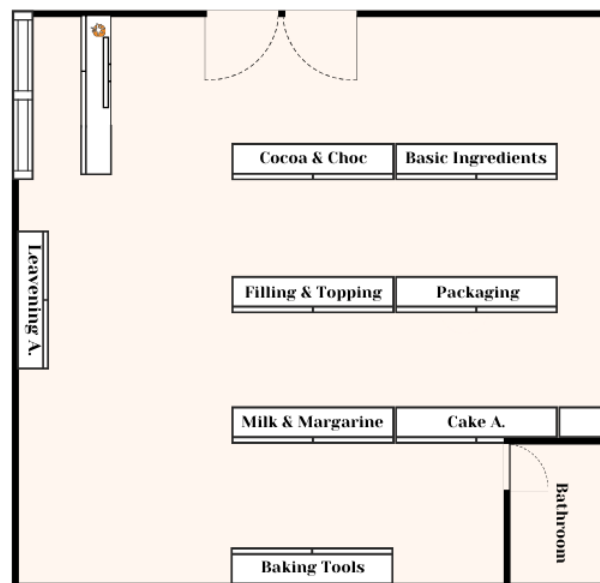 Cocoa & Choc
Basic Ingredients
Leavening A.
Filling & Topping
Packaging
Milk & Margarine
Cake A.
Bathroom
Baking Tools